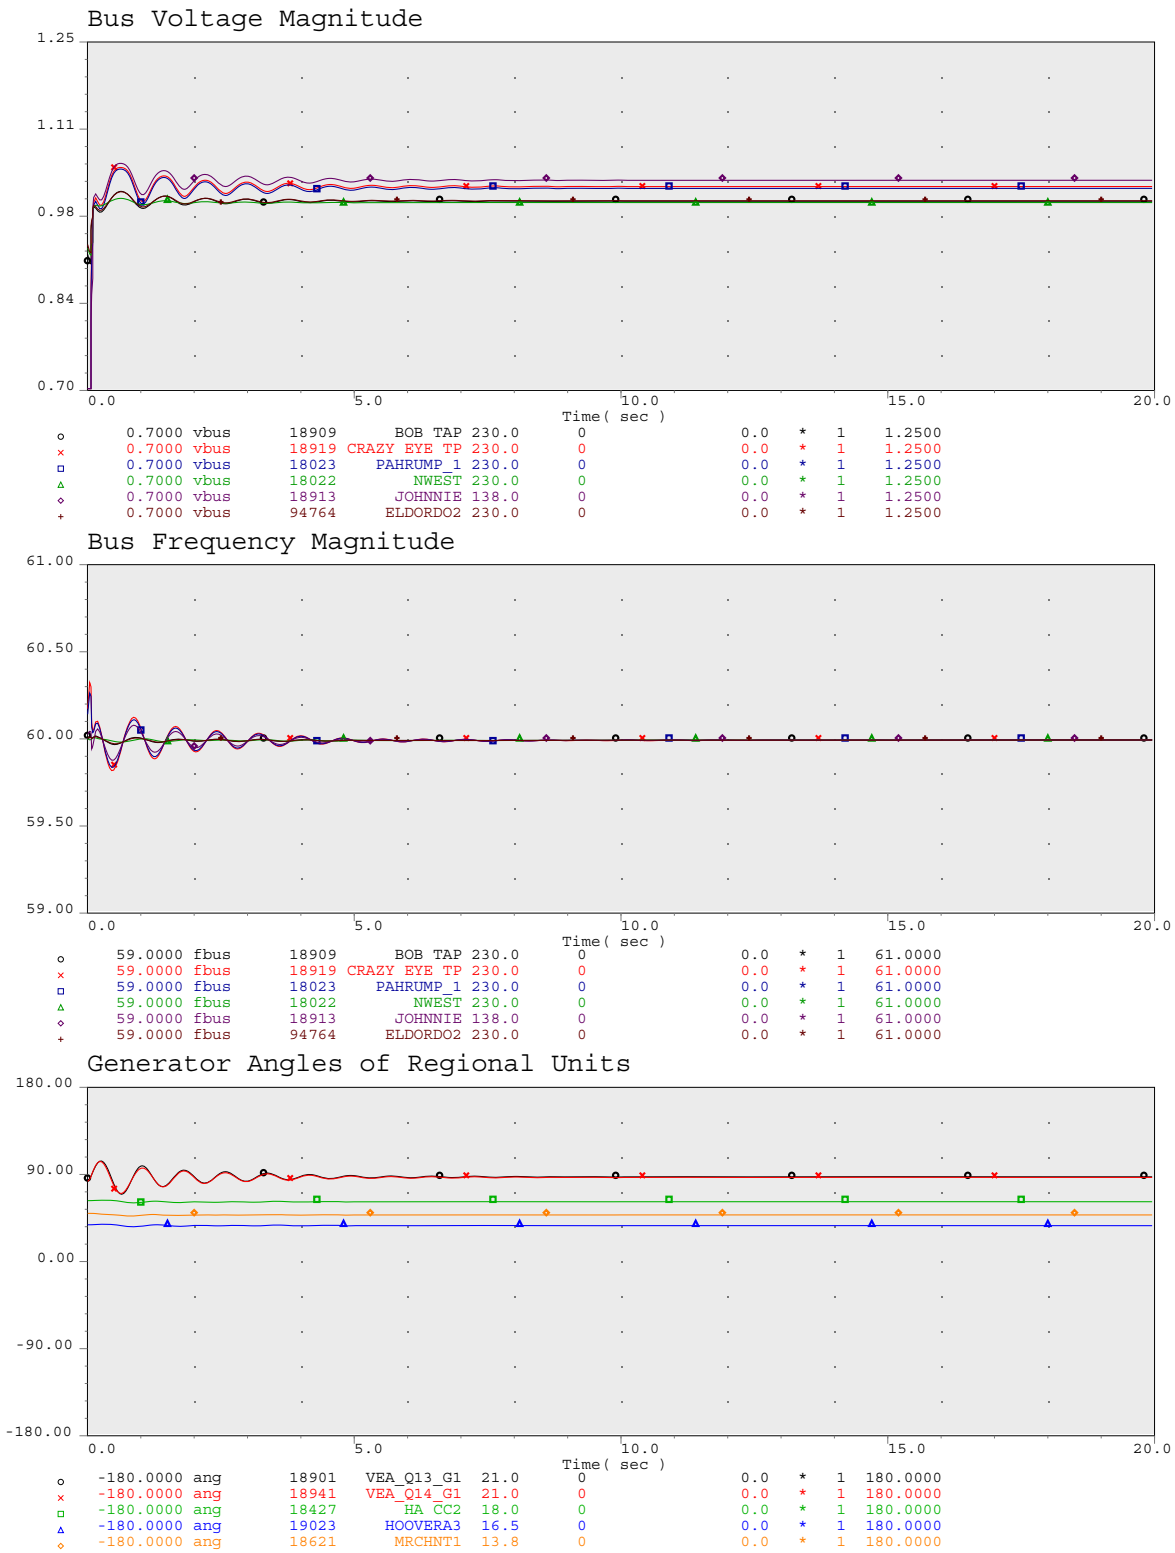 Bus Voltage Magnitude
1.25
1.11
0.98
0.84
0.70
0.0 5.0 10.0 15.0 20.0
Time( sec )
0.7000 vbus 18909 BOB TAP 230.0 0 0.0 * 1 1.2500
0.7000 vbus 18919 CRAZY EYE TP 230.0 0 0.0 * 1 1.2500
0.7000 vbus 18023 PAHRUMP_1 230.0 0 0.0 * 1 1.2500
0.7000 vbus 18022 NWEST 230.0 0 0.0 * 1 1.2500
0.7000 vbus 18913 JOHNNIE 138.0 0 0.0 * 1 1.2500
0.7000 vbus 94764 ELDORDO2 230.0 0 0.0 * 1 1.2500
Bus Frequency Magnitude
61.00
60.50
60.00
59.50
59.00
0.0 5.0 10.0 15.0 20.0
Time( sec )
59.0000 fbus 18909 BOB TAP 230.0 0 0.0 * 1 61.0000
59.0000 fbus 18919 CRAZY EYE TP 230.0 0 0.0 * 1 61.0000
59.0000 fbus 18023 PAHRUMP_1 230.0 0 0.0 * 1 61.0000
59.0000 fbus 18022 NWEST 230.0 0 0.0 * 1 61.0000
59.0000 fbus 18913 JOHNNIE 138.0 0 0.0 * 1 61.0000
59.0000 fbus 94764 ELDORDO2 230.0 0 0.0 * 1 61.0000
Generator Angles of Regional Units
180.00
90.00
0.00
-90.00
-180.00
0.0 5.0 10.0 15.0 20.0
Time( sec )
-180.0000 ang 18901 VEA_Q13_G1 21.0 0 0.0 * 1 180.0000
-180.0000 ang 18941 VEA_Q14_G1 21.0 0 0.0 * 1 180.0000
-180.0000 ang 18427 HA CC2 18.0 0 0.0 * 1 180.0000
-180.0000 ang 19023 HOOVERA3 16.5 0 0.0 * 1 180.0000
-180.0000 ang 18621 MRCHNT1 13.8 0 0.0 * 1 180.0000